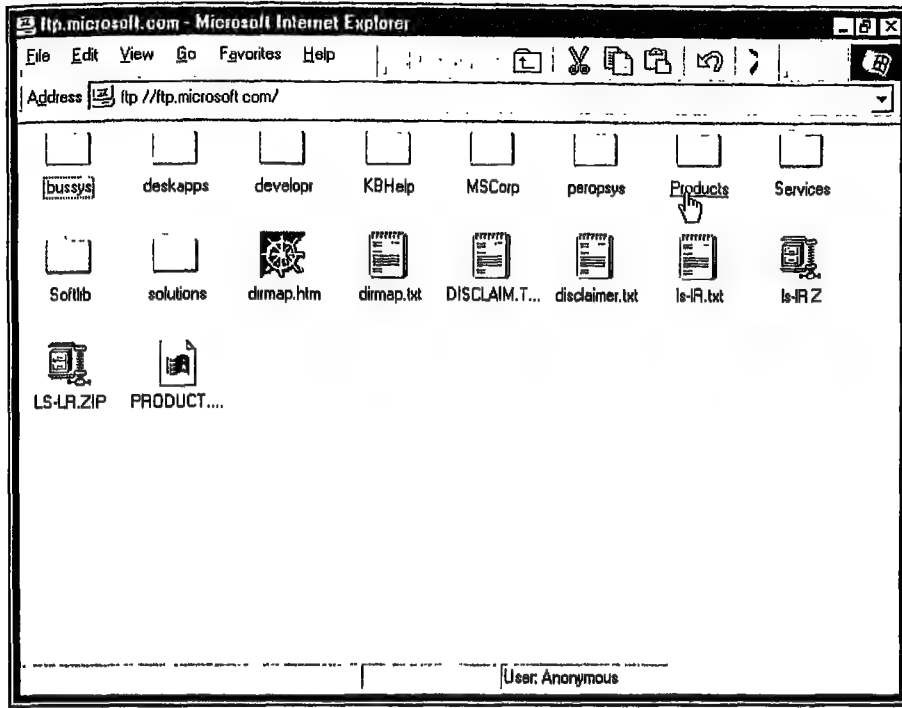 ftp.microsoft.com - Microsoft Internet Explorer
File Edit View Go Favorites Help
Address ftp //ftp.microsoft com/
bussys deskapps developr KBHelp MSCorp peropsys Products Services
Softlib solutions dirmap.htm dirmap.txt DISCLAIM.T... disclaimer.txt ls-lR.txt ls-lR Z
LS-LR.ZIP PRODUCT....
User: Anonymous